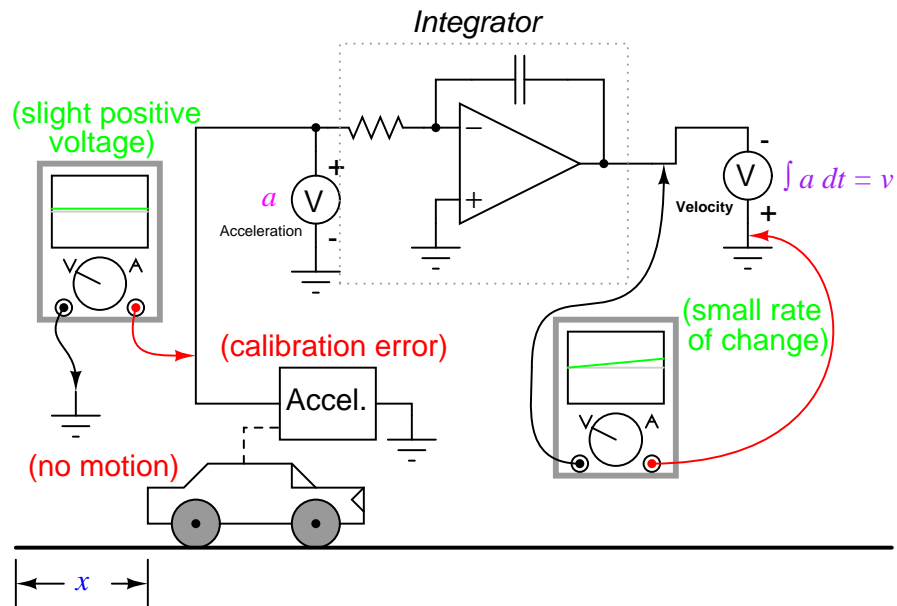 Integrator
(slight positive
voltage)
−
+
+
a
V
Acceleration
-
-
V
∫ a dt = v
Velocity
+
V A
(small rate
of change)
(calibration error)
Accel.
V A
(no motion)
x